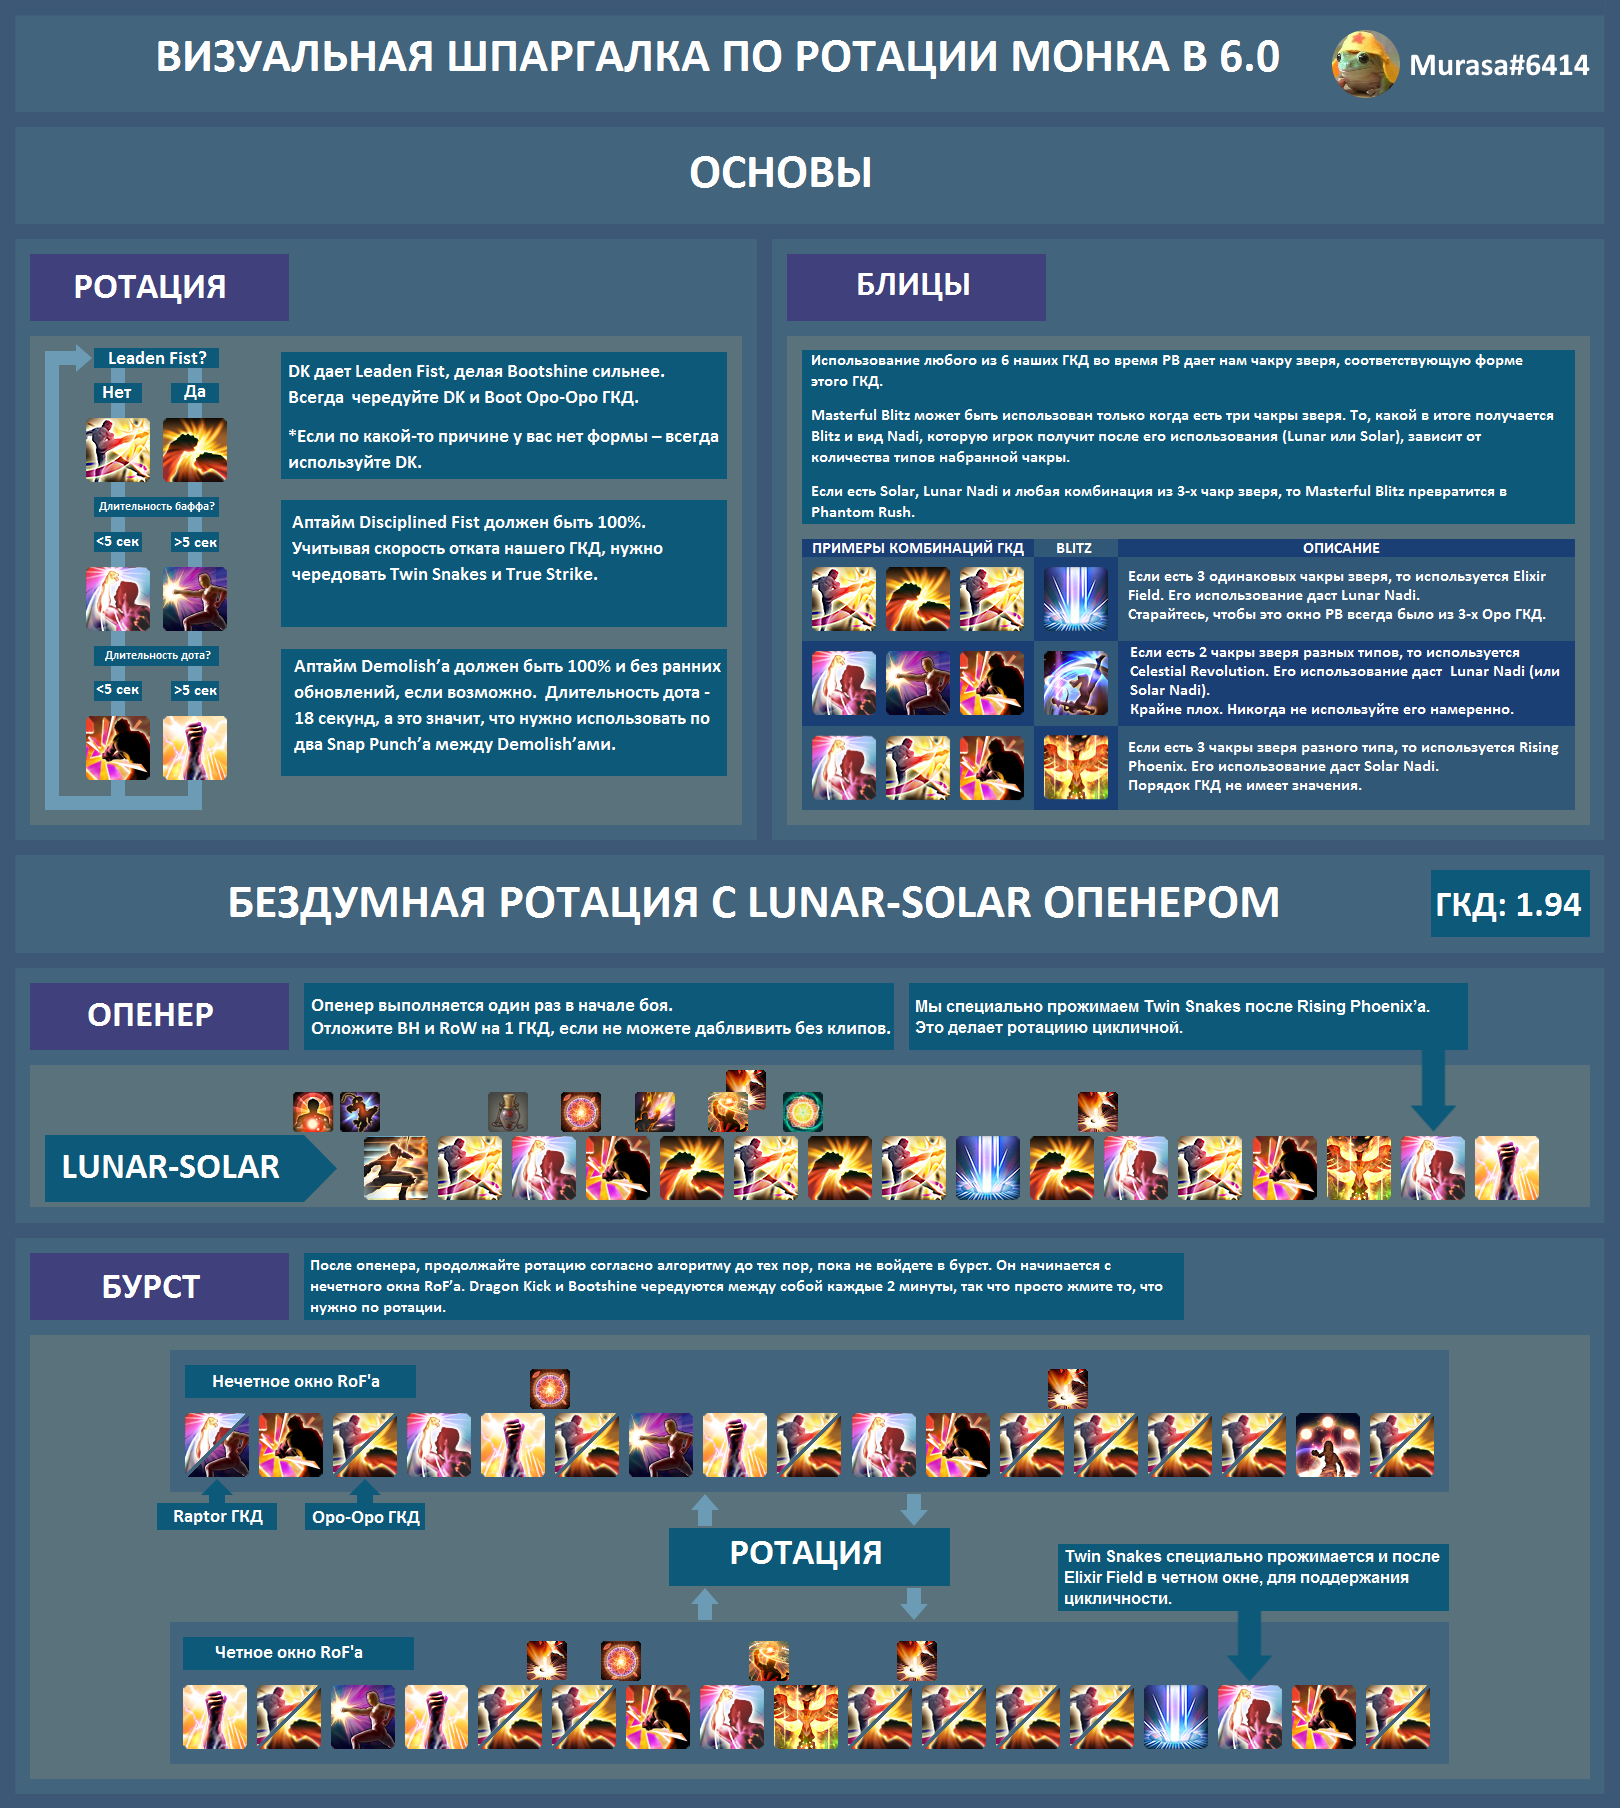 ВИЗУАЛЬНАЯ ШПАРГАЛКА ПО РОТАЦИИ МОНКА В 6.0
Murasa#6414
ОСНОВЫ
РОТАЦИЯ
Leaden Fist?
Нет
Да
Длительность баффа?
<5 сек
>5 сек
Длительность дота?
<5 сек
>5 сек
DK дает Leaden Fist, делая Bootshine сильнее.
Всегда чередуйте DK и Boot Opo-Opo ГКД.
*Если по какой-то причине у вас нет формы – всегда
используйте DK.
Аптайм Disciplined Fist должен быть 100%.
Учитывая скорость отката нашего ГКД, нужно
чередовать Twin Snakes и True Strike.
Аптайм Demolish’а должен быть 100% и без ранних
обновлений, если возможно. Длительность дота -
18 секунд, а это значит, что нужно использовать по
два Snap Punch’а между Demolish’ами.
БЛИЦЫ
Использование любого из 6 наших ГКД во время PB дает нам чакру зверя, соответствующую форме
этого ГКД.
Masterful Blitz может быть использован только когда есть три чакры зверя. То, какой в итоге получается
Blitz и вид Nadi, которую игрок получит после его использования (Lunar или Solar), зависит от
количества типов набранной чакры.
Если есть Solar, Lunar Nadi и любая комбинация из 3-х чакр зверя, то Masterful Blitz превратится в
Phantom Rush.
ПРИМЕРЫ КОМБИНАЦИЙ ГКД
BLITZ
ОПИСАНИЕ
Если есть 3 одинаковых чакры зверя, то используется Elixir
Field. Его использование даст Lunar Nadi.
Старайтесь, чтобы это окно PB всегда было из 3-х Opo ГКД.
Если есть 2 чакры зверя разных типов, то используется
Celestial Revolution. Его использование даст Lunar Nadi (или
Solar Nadi).
Крайне плох. Никогда не используйте его намеренно.
Если есть 3 чакры зверя разного типа, то используется Rising
Phoenix. Его использование даст Solar Nadi.
Порядок ГКД не имеет значения.
БЕЗДУМНАЯ РОТАЦИЯ С LUNAR-SOLAR ОПЕНЕРОМ
ГКД: 1.94
ОПЕНЕР
Опенер выполняется один раз в начале боя.
Отложите BH и RoW на 1 ГКД, если не можете даблвивить без клипов.
Мы специально прожимаем Twin Snakes после Rising Phoenix’а.
Это делает ротациию цикличной.
LUNAR-SOLAR
БУРСТ
После опенера, продолжайте ротацию согласно алгоритму до тех пор, пока не войдете в бурст. Он начинается с
нечетного окна RoF’а. Dragon Kick и Bootshine чередуются между собой каждые 2 минуты, так что просто жмите то, что
нужно по ротации.
Нечетное окно RoF'а
Raptor ГКД
Opo-Opo ГКД
РОТАЦИЯ
Twin Snakes специально прожимается и после
Elixir Field в четном окне, для поддержания
цикличности.
Четное окно RoF'а